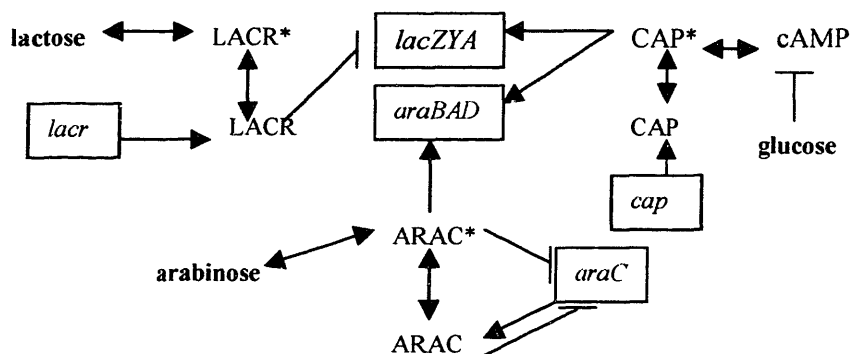 lactose
LACR*
lacZYA
CAP*
cAMP
araBAD
lacr
LACR
CAP
glucose
cap
ARAC*
arabinose
araC
ARAC